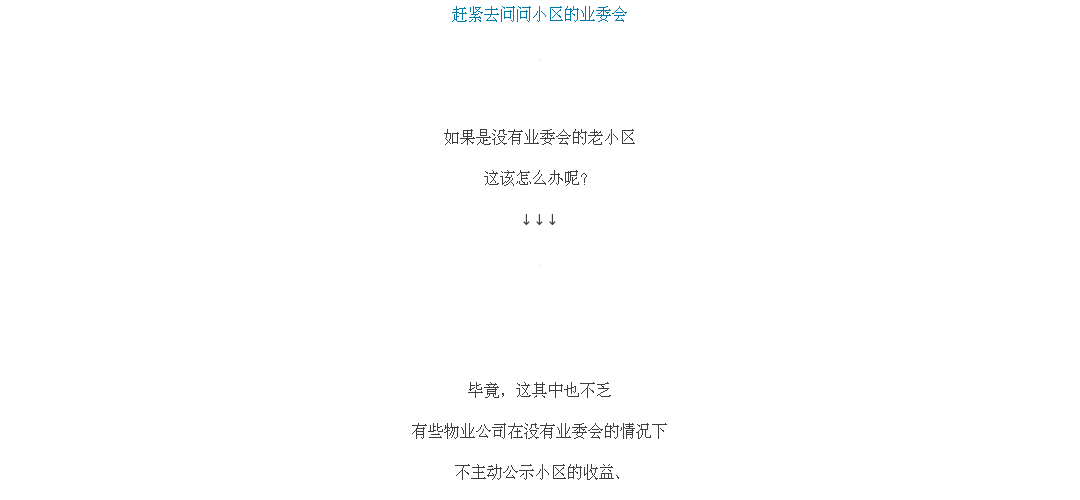 赶紧去问问小区的业委会
如果是没有业委会的老小区
这该怎么办呢？
↓↓↓
毕竟，这其中也不乏
有些物业公司在没有业委会的情况下
不主动公示小区的收益、